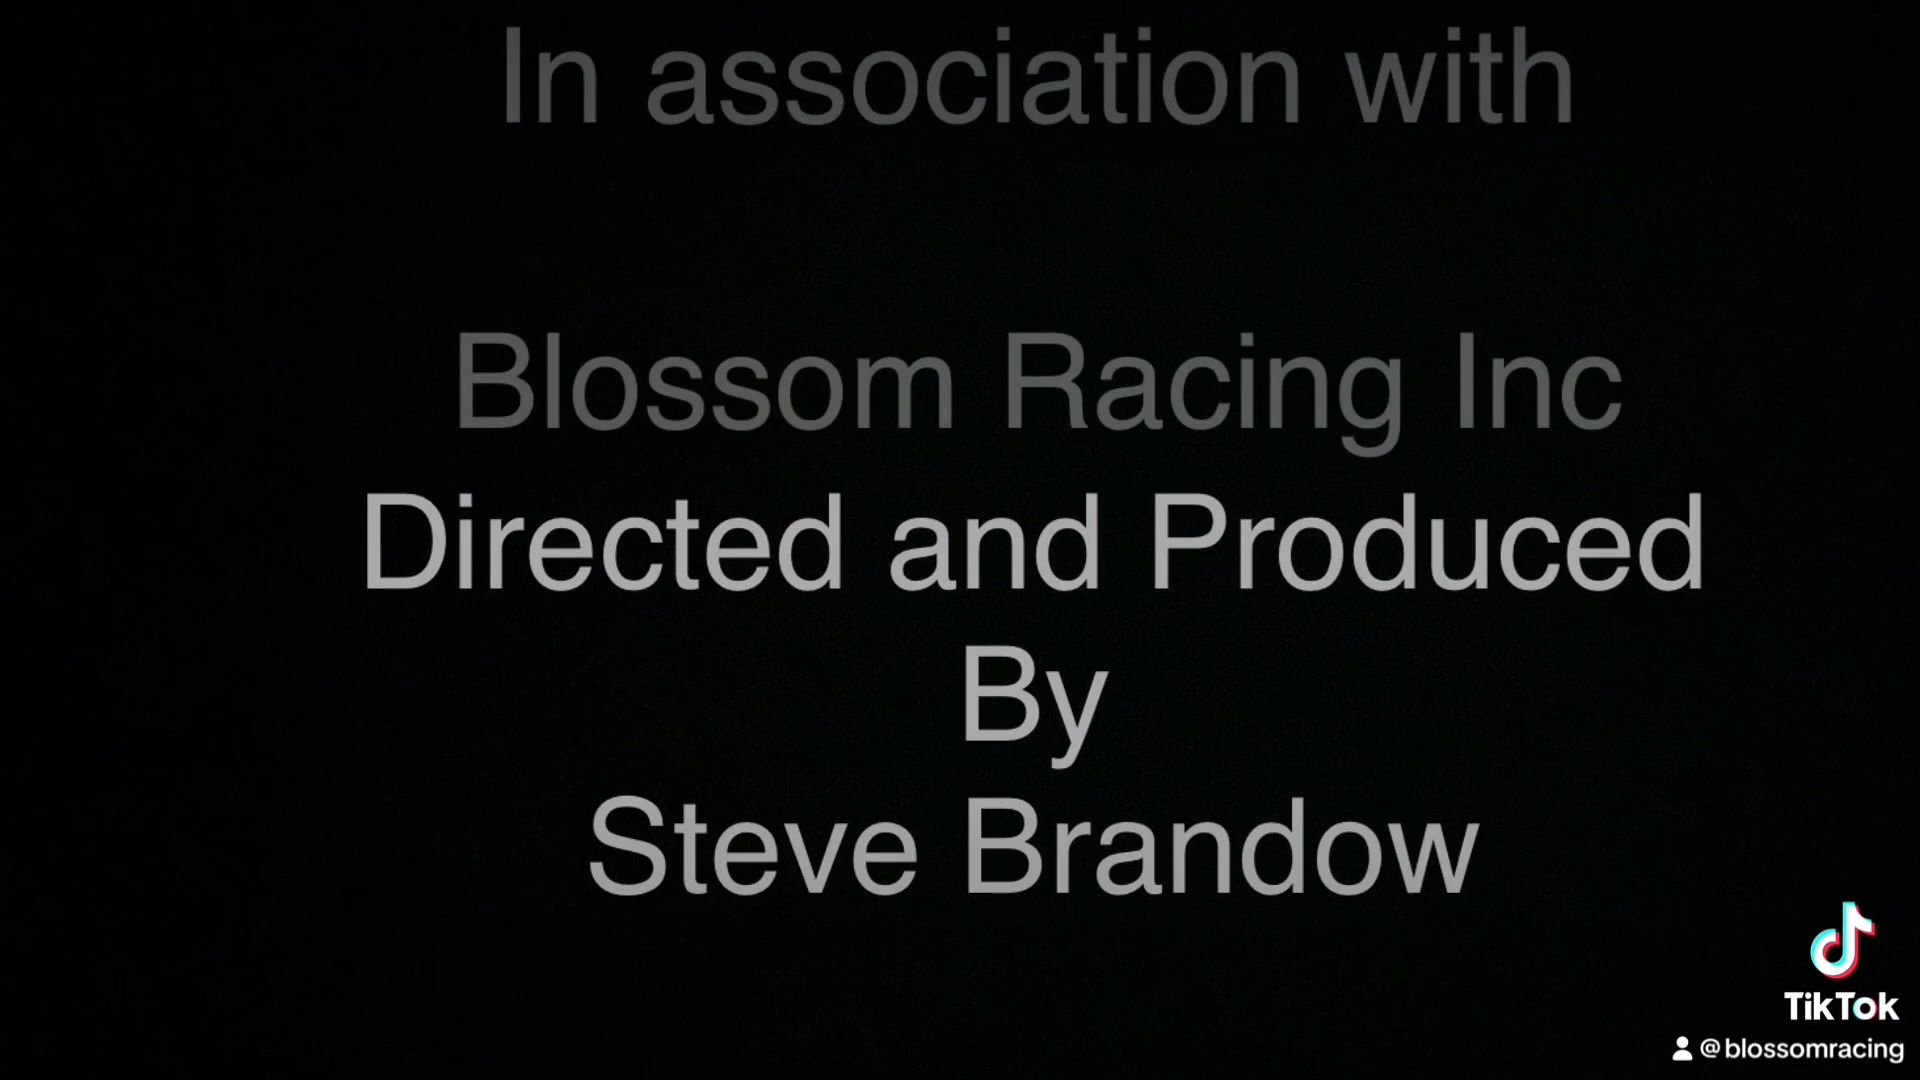 In association with
Blossom Racing Inc
Directed and Produced
By
Steve Brandow
TikTok
@blossomracing